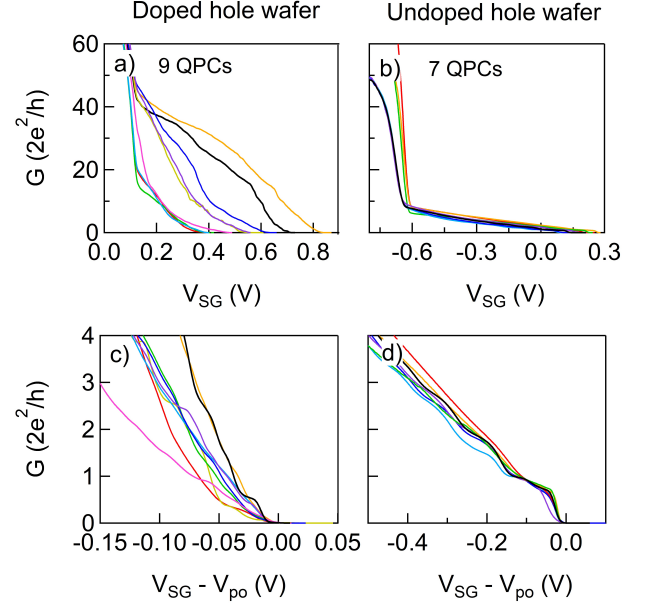 Doped hole wafer
Undoped hole wafer
a)
9 QPCs
b)
7 QPCs
G (2e²/h)
60
40
20
0
0.0
0.2
0.4
0.6
0.8
V_SG (V)
-0.6
-0.3
0.0
0.3
V_SG (V)
c)
d)
G (2e²/h)
4
3
2
1
0
-0.15
-0.10
-0.05
0.00
0.05
V_SG - V_po (V)
-0.4
-0.2
0.0
V_SG - V_po (V)